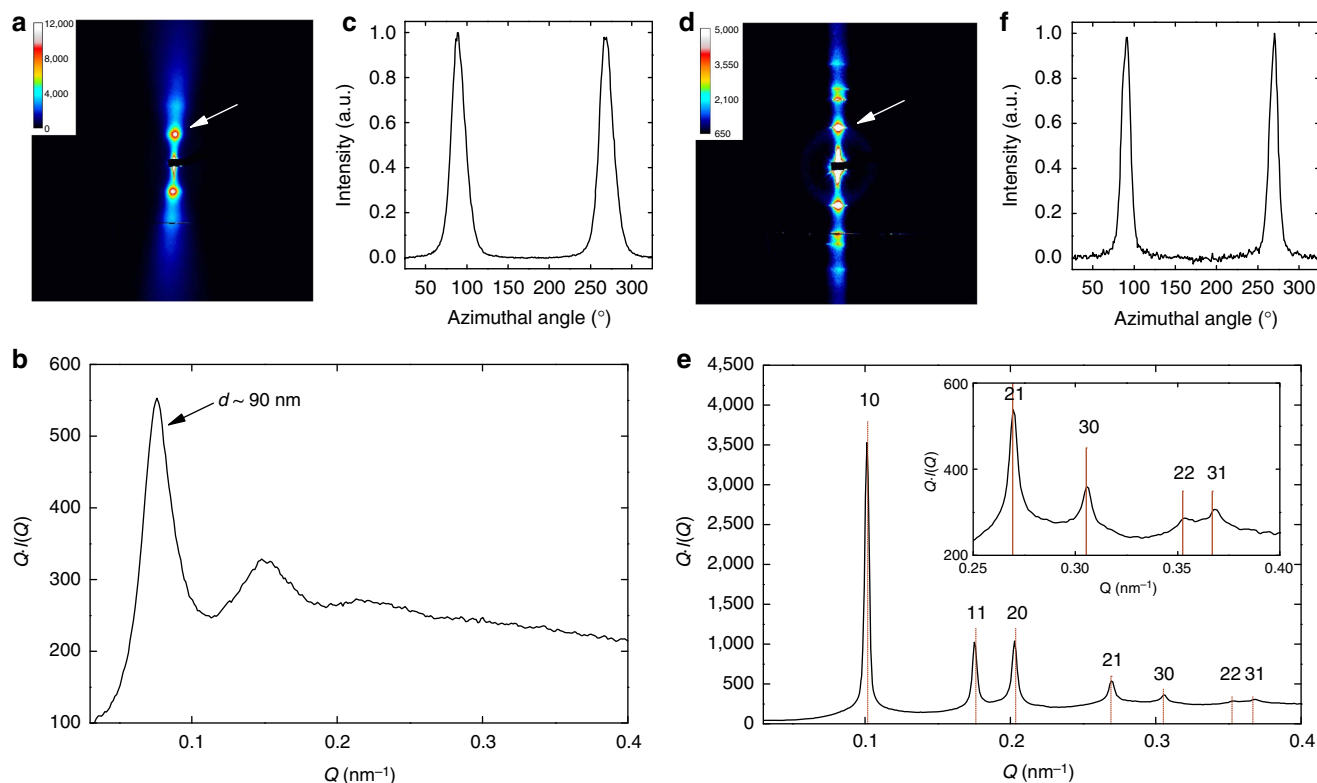 a
12,000
8,000
4,000
0
c
1.0
0.8
0.6
0.4
0.2
0.0
Intensity (a.u.)
50 100 150 200 250 300
Azimuthal angle (°)
d
5,000
3,550
2,100
650
f
1.0
0.8
0.6
0.4
0.2
0.0
Intensity (a.u.)
50 100 150 200 250 300
Azimuthal angle (°)
b
600
500
400
300
200
100
Q·I(Q)
d ~ 90 nm
0.1 0.2 0.3 0.4
Q (nm⁻¹)
e
4,500
4,000
3,500
3,000
2,500
2,000
1,500
1,000
500
0
Q·I(Q)
10
11 20
21 30 22 31
0.1 0.2 0.3 0.4
Q (nm⁻¹)
600
400
200
Q·I(Q)
21
30
22 31
0.25 0.30 0.35 0.40
Q (nm⁻¹)